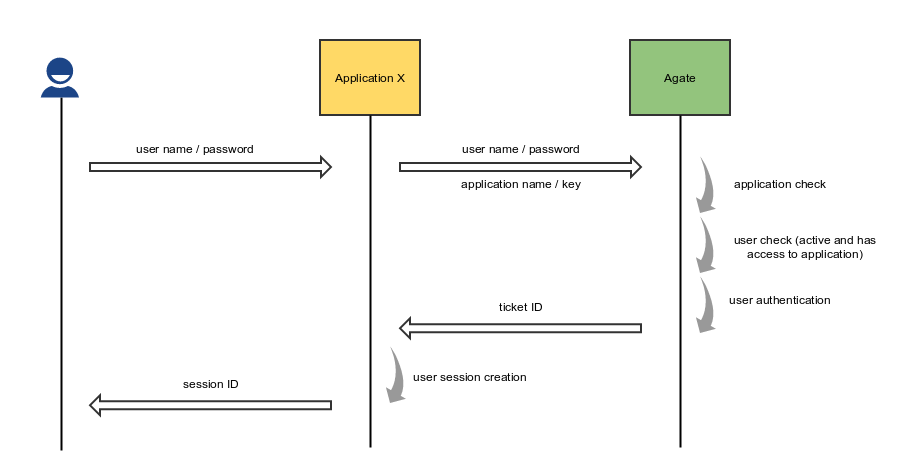 Application X
Agate
user name / password
user name / password
application name / key
application check
user check (active and has
access to application)
user authentication
ticket ID
user session creation
session ID